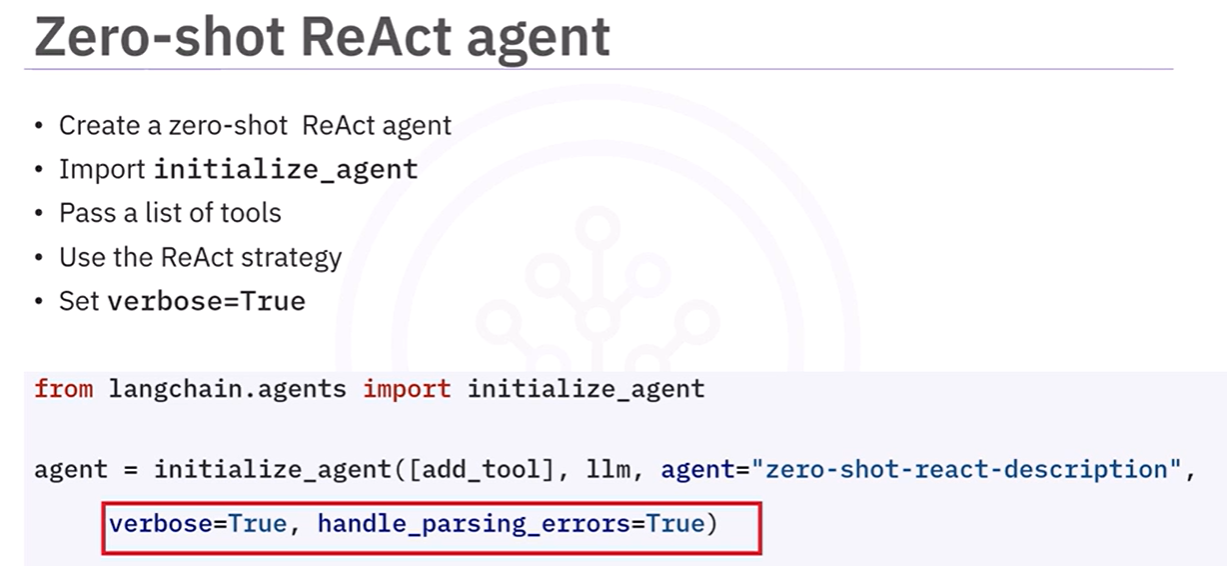 Zero-shot ReAct agent
• Create a zero-shot ReAct agent
• Import initialize_agent
• Pass a list of tools
• Use the ReAct strategy
• Set verbose=True
from langchain.agents import initialize_agent
agent = initialize_agent([add_tool], llm, agent="zero-shot-react-description",
verbose=True, handle_parsing_errors=True)